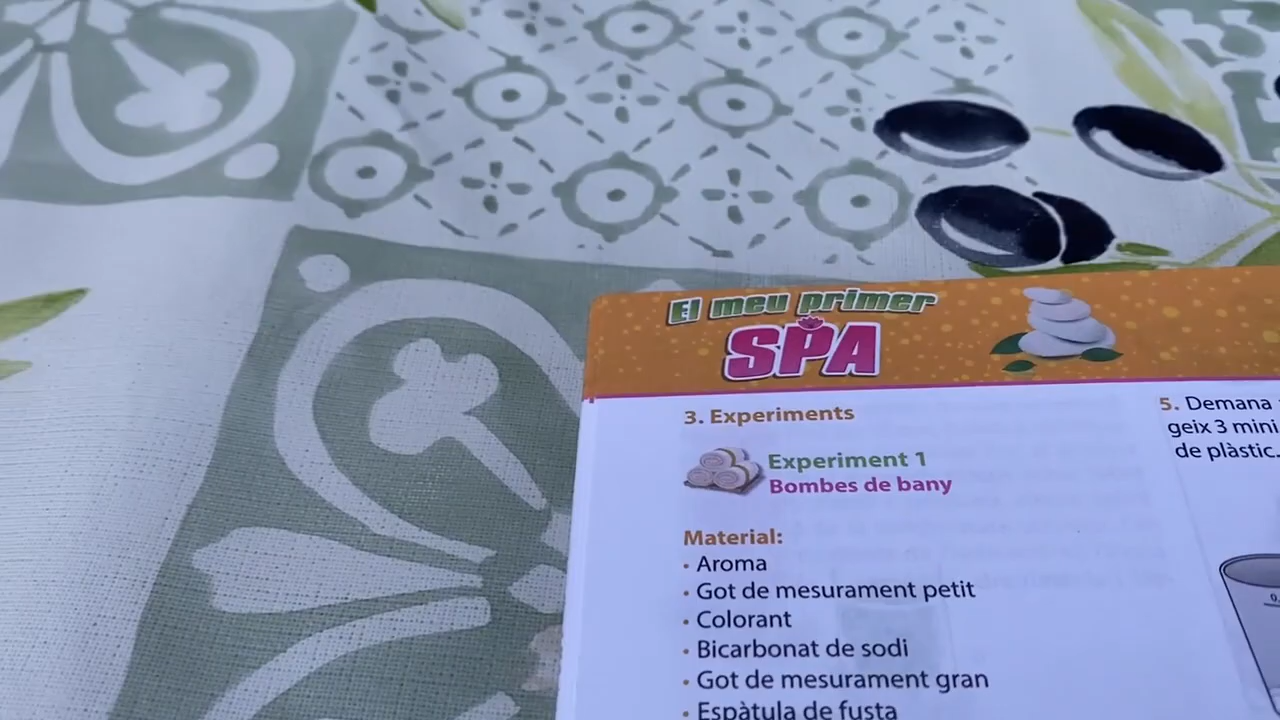 El meu primer
SPA
3. Experiments
Experiment 1
Bombes de bany
Material:
• Aroma
• Got de mesurament petit
• Colorant
• Bicarbonat de sodi
• Got de mesurament gran
• Espàtula de fusta
5. Demana
geix 3 mini
de plàstic.